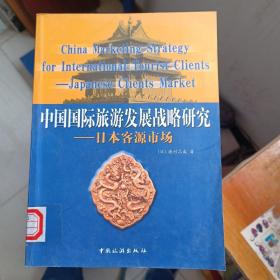 China Marketing Strategy
for International Tourist Clients
—Japanese Clients Market
中国国际旅游发展战略研究
——日本客源市场
中国旅游出版社